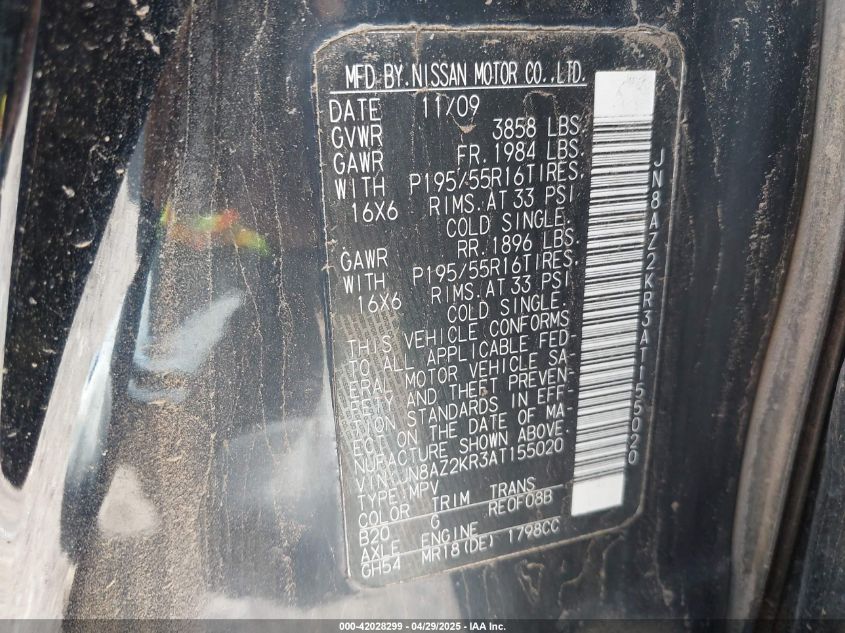 MFD BY.NISSAN MOTOR CO.,LTD.
DATE 11/09
GVWR 3858 LBS
GAWR FR. 1984 LBS
WITH P195/55R16TIRES.
16X6 RIMS. AT 33 PSI
COLD SINGLE.
GAWR RR. 1896 LBS.
WITH P195/55R16TIRES.
16X6 RIMS. AT 33 PSI
COLD SINGLE.
THIS VEHICLE CONFORMS
TO ALL APPLICABLE FED-
ERAL MOTOR VEHICLE SA-
FETY AND THEFT PREVEN-
TION STANDARDS IN EFF-
ECT ON THE DATE OF MA-
NUFACTURE SHOWN ABOVE.
VIN:JN8AZ2KR3AT155020
TYPE:MPV
COLOR TRIM TRANS
B20 G RE0F08B
AXLE ENGINE
GH54 MR18(DE) 1798CC
JN8AZ2KR3AT155020
000-42028299 - 04/29/2025 - IAA Inc.